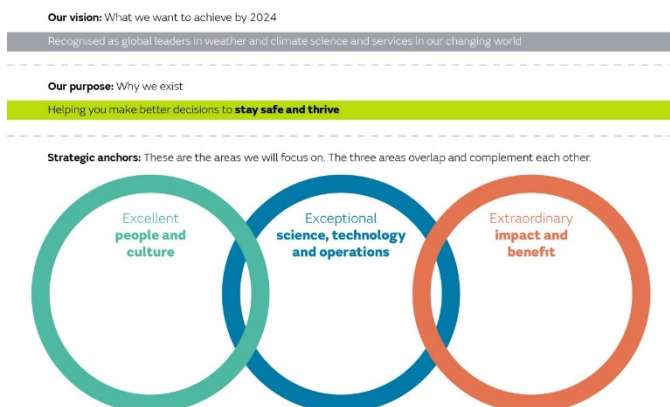 Our vision: What we want to achieve by 2024
Recognised as global leaders in weather and climate science and services in our changing world
Our purpose: Why we exist
Helping you make better decisions to stay safe and thrive
Strategic anchors: These are the areas we will focus on. The three areas overlap and complement each other.
Excellent
people and
culture
Exceptional
science, technology
and operations
Extraordinary
impact and
benefit